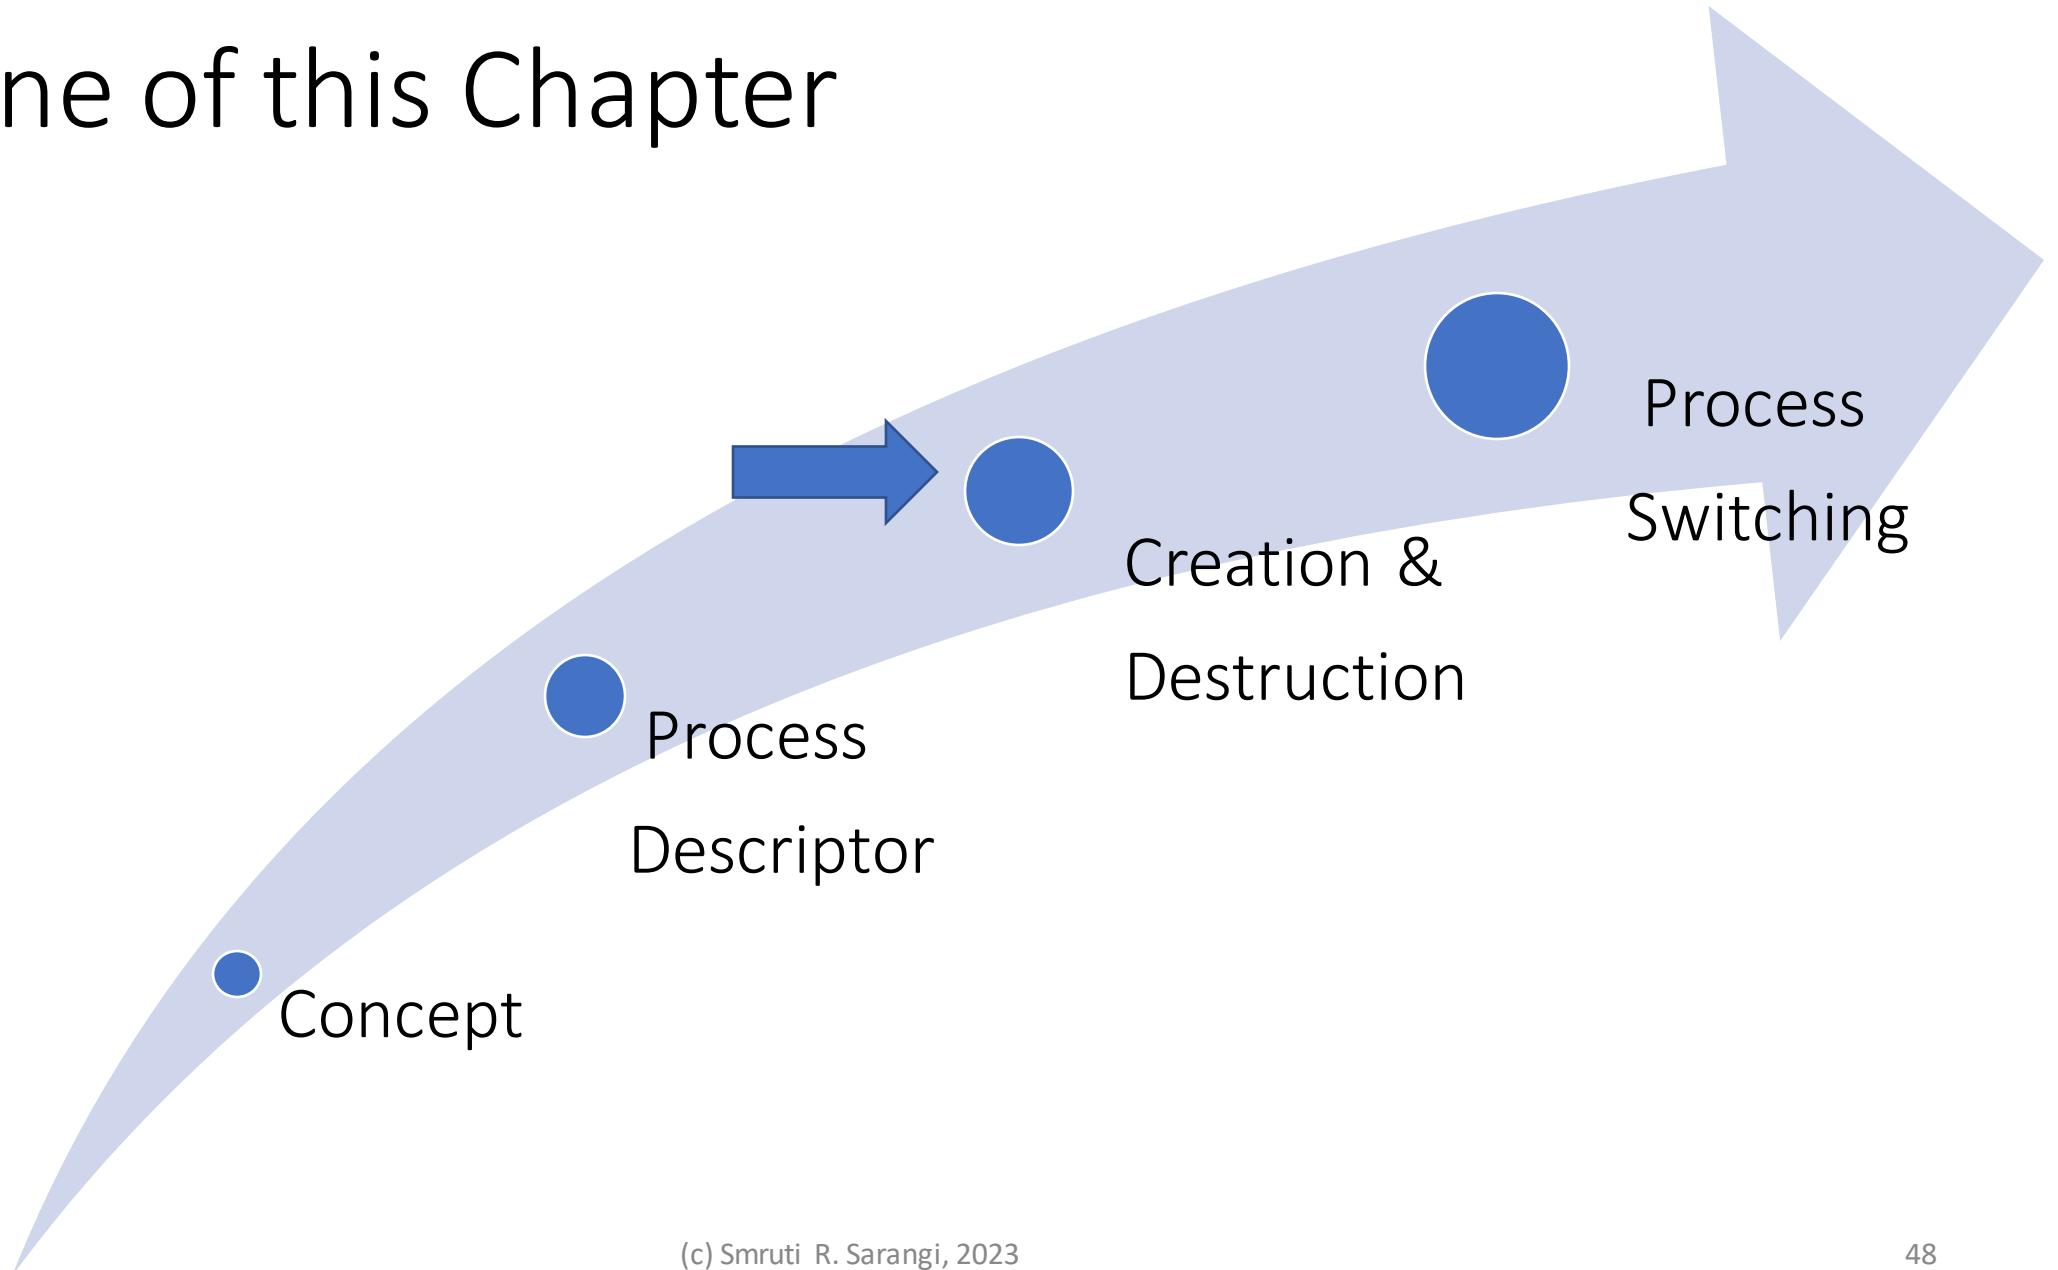 ne of this Chapter
Process
Switching
Creation &
Destruction
Process
Descriptor
Concept
(c) Smruti R. Sarangi, 2023
48